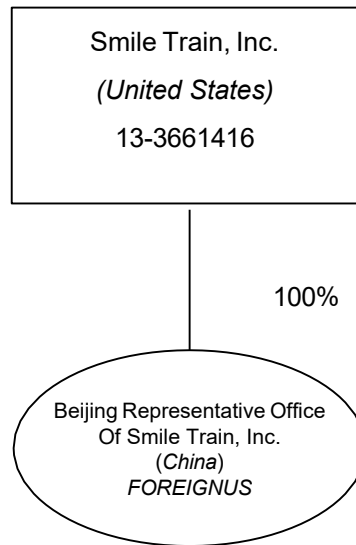 Smile Train, Inc.
(United States)
13-3661416
100%
Beijing Representative Office
Of Smile Train, Inc.
(China)
FOREIGNUS